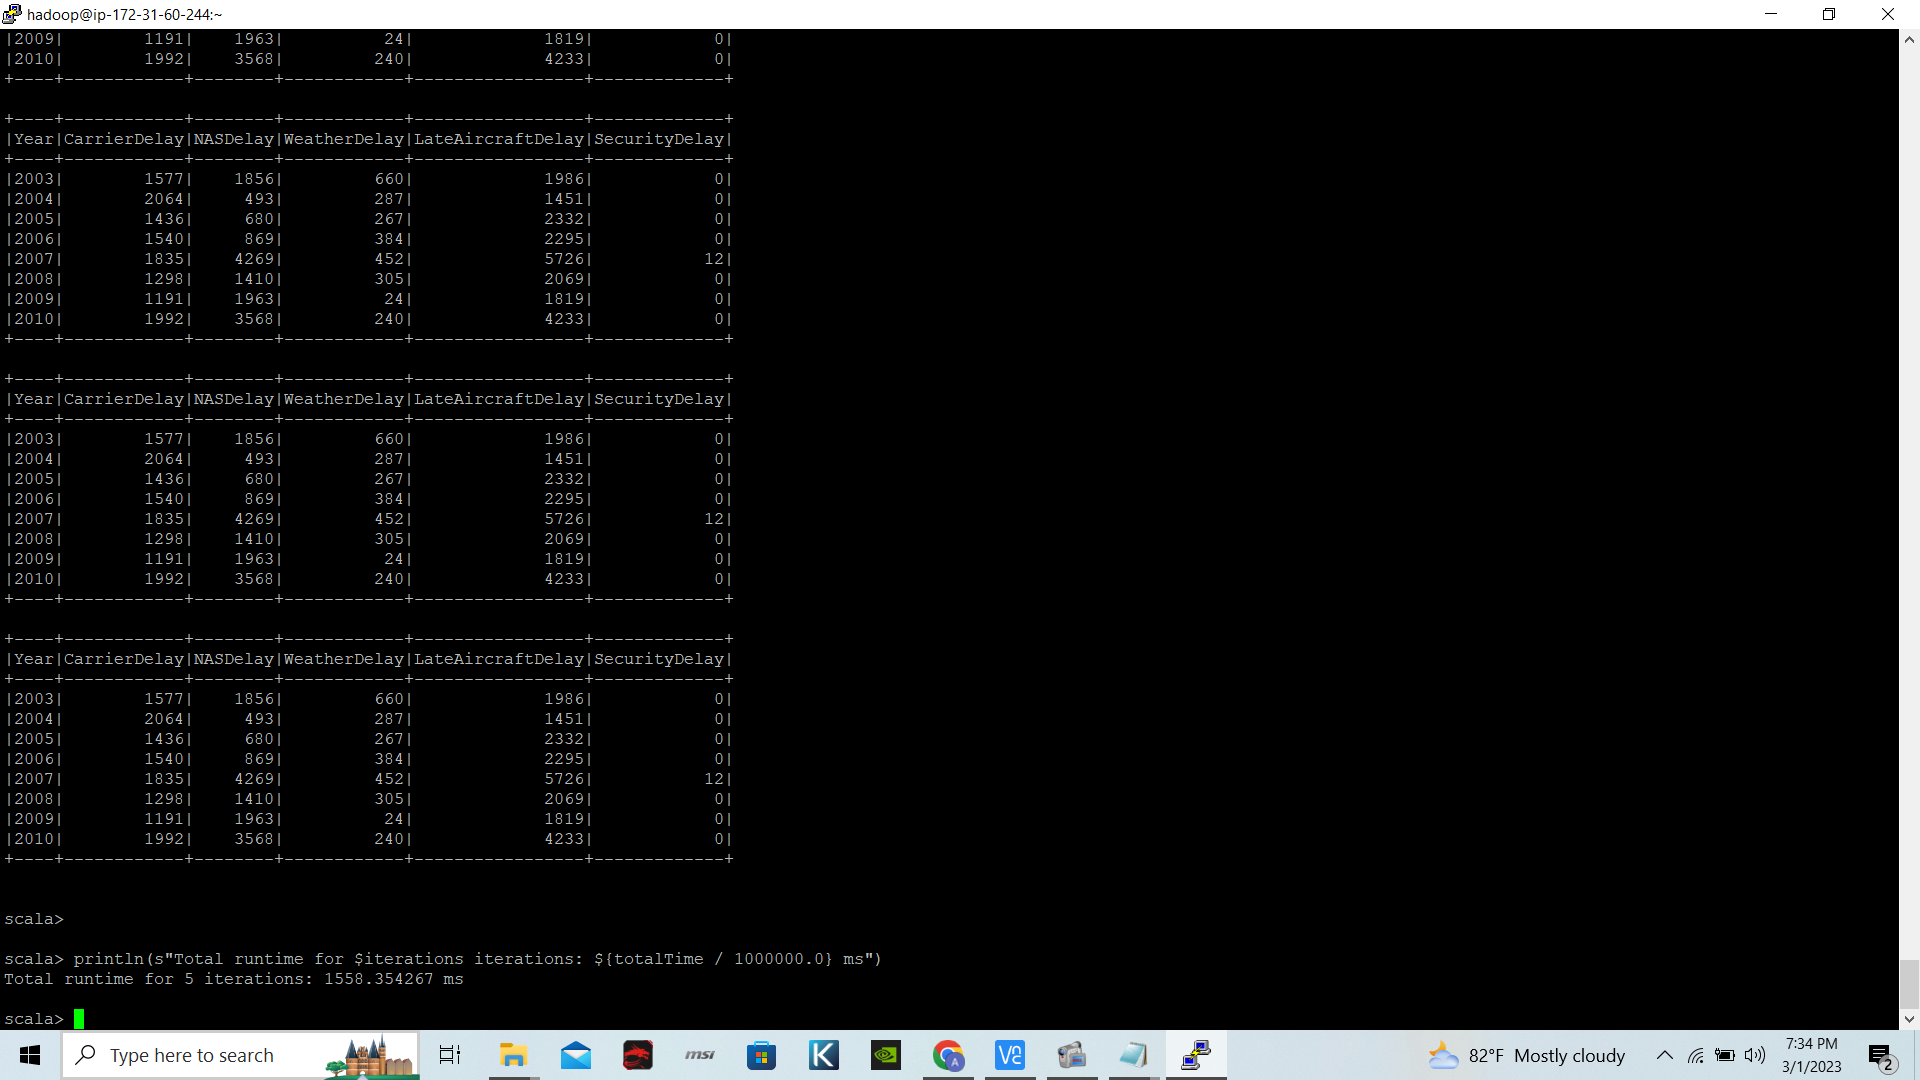 hadoop@ip-172-31-60-244:~
|2009|        1191|    1963|          24|             1819|            0|
|2010|        1992|    3568|         240|             4233|            0|
+----+------------+--------+------------+-----------------+-------------+
+----+------------+--------+------------+-----------------+-------------+
|Year|CarrierDelay|NASDelay|WeatherDelay|LateAircraftDelay|SecurityDelay|
+----+------------+--------+------------+-----------------+-------------+
|2003|        1577|    1856|         660|             1986|            0|
|2004|        2064|     493|         287|             1451|            0|
|2005|        1436|     680|         267|             2332|            0|
|2006|        1540|     869|         384|             2295|            0|
|2007|        1835|    4269|         452|             5726|           12|
|2008|        1298|    1410|         305|             2069|            0|
|2009|        1191|    1963|          24|             1819|            0|
|2010|        1992|    3568|         240|             4233|            0|
+----+------------+--------+------------+-----------------+-------------+
+----+------------+--------+------------+-----------------+-------------+
|Year|CarrierDelay|NASDelay|WeatherDelay|LateAircraftDelay|SecurityDelay|
+----+------------+--------+------------+-----------------+-------------+
|2003|        1577|    1856|         660|             1986|            0|
|2004|        2064|     493|         287|             1451|            0|
|2005|        1436|     680|         267|             2332|            0|
|2006|        1540|     869|         384|             2295|            0|
|2007|        1835|    4269|         452|             5726|           12|
|2008|        1298|    1410|         305|             2069|            0|
|2009|        1191|    1963|          24|             1819|            0|
|2010|        1992|    3568|         240|             4233|            0|
+----+------------+--------+------------+-----------------+-------------+
+----+------------+--------+------------+-----------------+-------------+
|Year|CarrierDelay|NASDelay|WeatherDelay|LateAircraftDelay|SecurityDelay|
+----+------------+--------+------------+-----------------+-------------+
|2003|        1577|    1856|         660|             1986|            0|
|2004|        2064|     493|         287|             1451|            0|
|2005|        1436|     680|         267|             2332|            0|
|2006|        1540|     869|         384|             2295|            0|
|2007|        1835|    4269|         452|             5726|           12|
|2008|        1298|    1410|         305|             2069|            0|
|2009|        1191|    1963|          24|             1819|            0|
|2010|        1992|    3568|         240|             4233|            0|
+----+------------+--------+------------+-----------------+-------------+
scala>
scala> println(s"Total runtime for $iterations iterations: ${totalTime / 1000000.0} ms")
Total runtime for 5 iterations: 1558.354267 ms
scala>
Type here to search
msi
K
VC
A
82°F Mostly cloudy
7:34 PM
3/1/2023
2